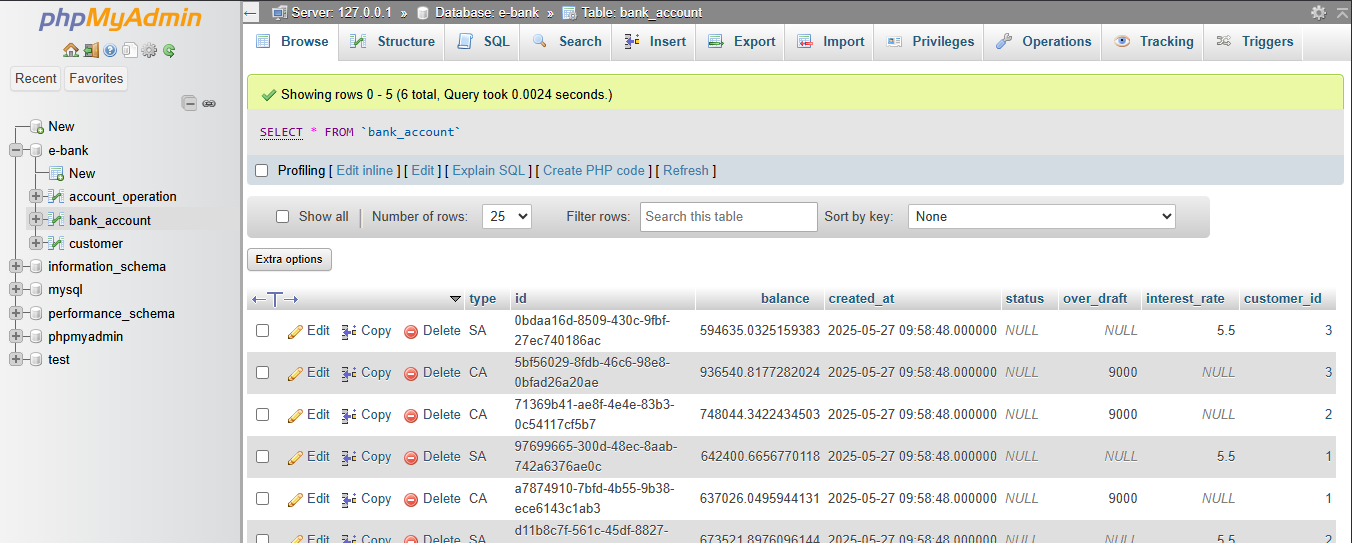 phpMyAdmin
Recent Favorites
New
e-bank
New
account_operation
bank_account
customer
information_schema
mysql
performance_schema
phpmyadmin
test
Server: 127.0.0.1 » Database: e-bank » Table: bank_account
Browse Structure SQL Search Insert Export Import Privileges Operations Tracking Triggers
Showing rows 0 - 5 (6 total, Query took 0.0024 seconds.)
SELECT * FROM `bank_account`
Profiling [ Edit inline ] [ Edit ] [ Explain SQL ] [ Create PHP code ] [ Refresh ]
Show all Number of rows: 25 Filter rows: Search this table Sort by key: None
Extra options
type id balance created_at status over_draft interest_rate customer_id
Edit Copy Delete SA 0bdaa16d-8509-430c-9fbf- 594635.0325159383 2025-05-27 09:58:48.000000 NULL NULL 5.5 3
27ec740186ac
Edit Copy Delete CA 5bf56029-8fdb-46c6-98e8- 936540.8177282024 2025-05-27 09:58:48.000000 NULL 9000 NULL 3
0bfad26a20ae
Edit Copy Delete CA 71369b41-ae8f-4e4e-83b3- 748044.3422434503 2025-05-27 09:58:48.000000 NULL 9000 NULL 2
0c54117cf5b7
Edit Copy Delete SA 97699665-300d-48ec-8aab- 642400.6656770118 2025-05-27 09:58:48.000000 NULL NULL 5.5 1
742a6376ae0c
Edit Copy Delete CA a7874910-7bfd-4b55-9b38- 637026.0495944131 2025-05-27 09:58:48.000000 NULL 9000 NULL 1
ece6143c1ab3
Edit Copy Delete SA d11b8c7f-561c-45df-8827- 673521.8976096144 2025-05-27 09:58:48.000000 NULL NULL 5.5 2